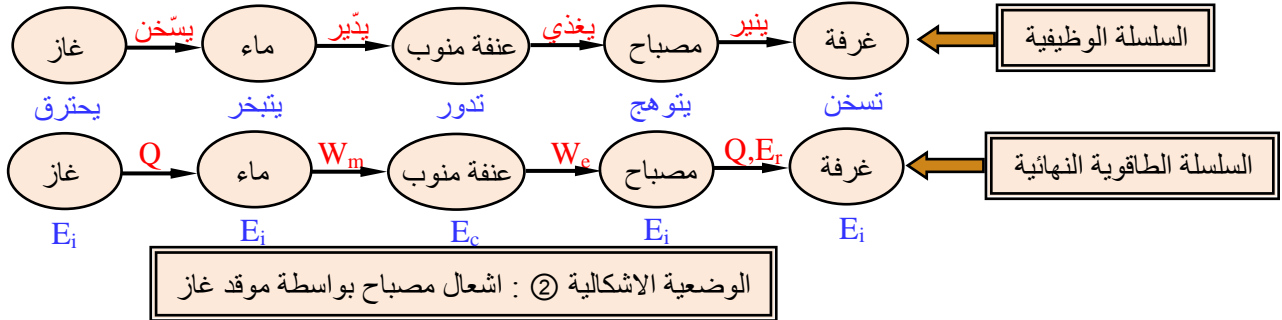 السلسلة الوظيفية
غاز يسّخن ماء يدّير عنفة منوب يغذي مصباح ينير غرفة
يحترق يتبخر تدور يتوهج تسخن
السلسلة الطاقوية النهائية
غاز Q ماء Wm عنفة منوب We مصباح Q,Er غرفة
Ei Ei Ec Ei Ei
الوضعية الاشكالية ② : اشعال مصباح بواسطة موقد غاز